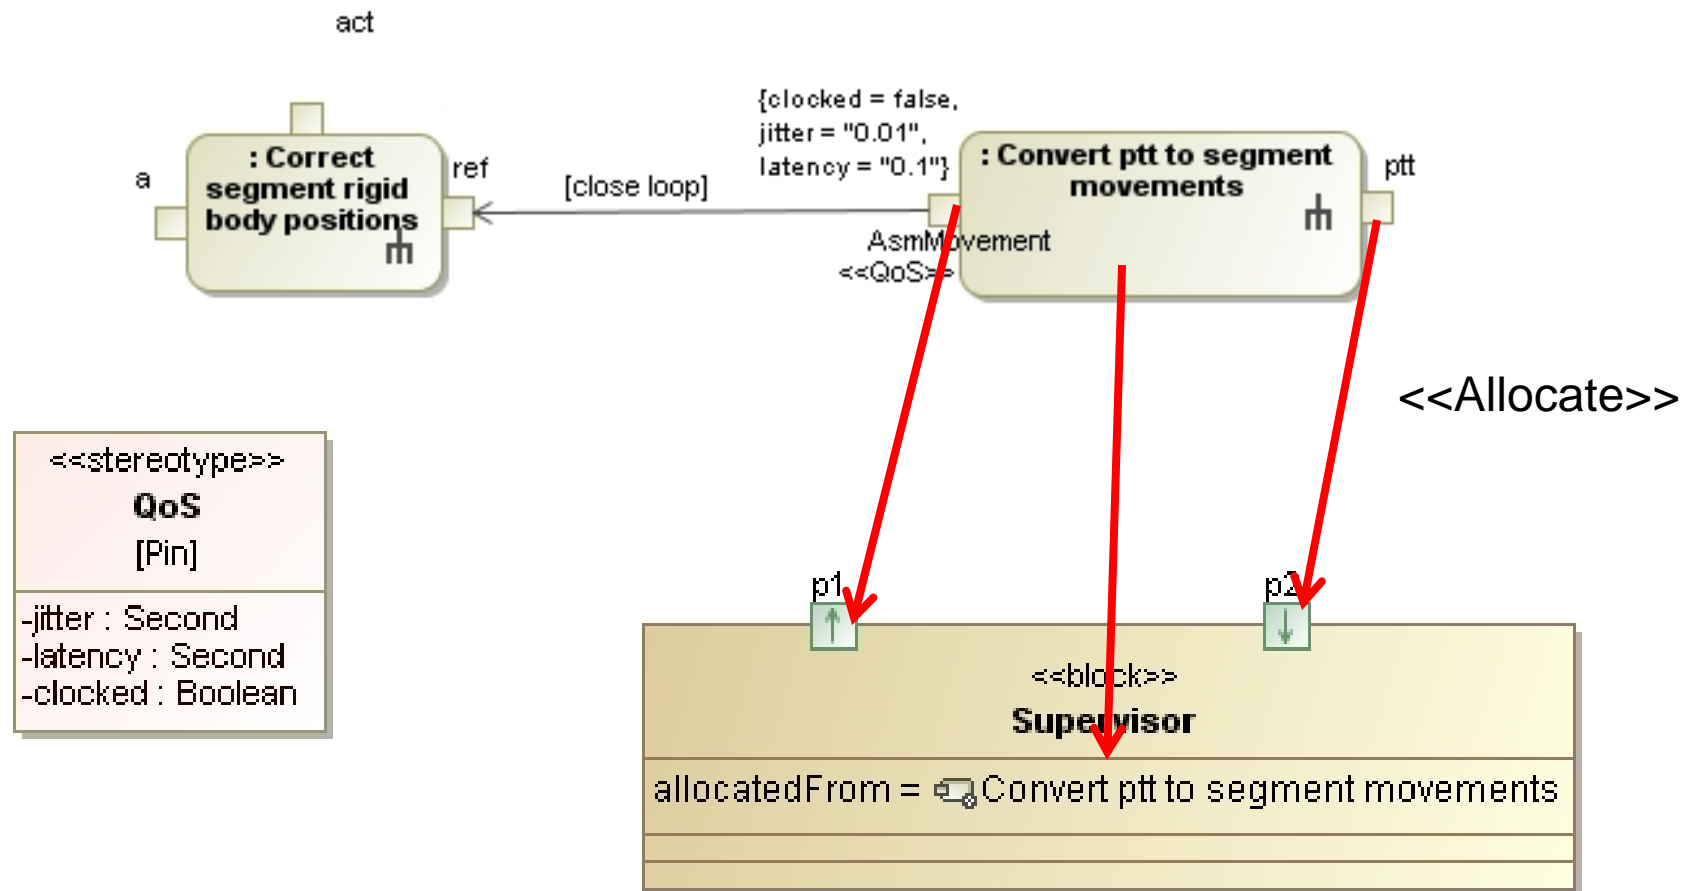 act
{clocked = false,
jitter = "0.01",
latency = "0.1"}
: Correct
segment rigid
body positions
a
ref
[close loop]
: Convert ptt to segment
movements
ptt
AsmMovement
<<QoS>>
<<Allocate>>
<<stereotype>>
QoS
[Pin]
-jitter : Second
-latency : Second
-clocked : Boolean
p1
p2
<<block>>
Supervisor
allocatedFrom = Convert ptt to segment movements